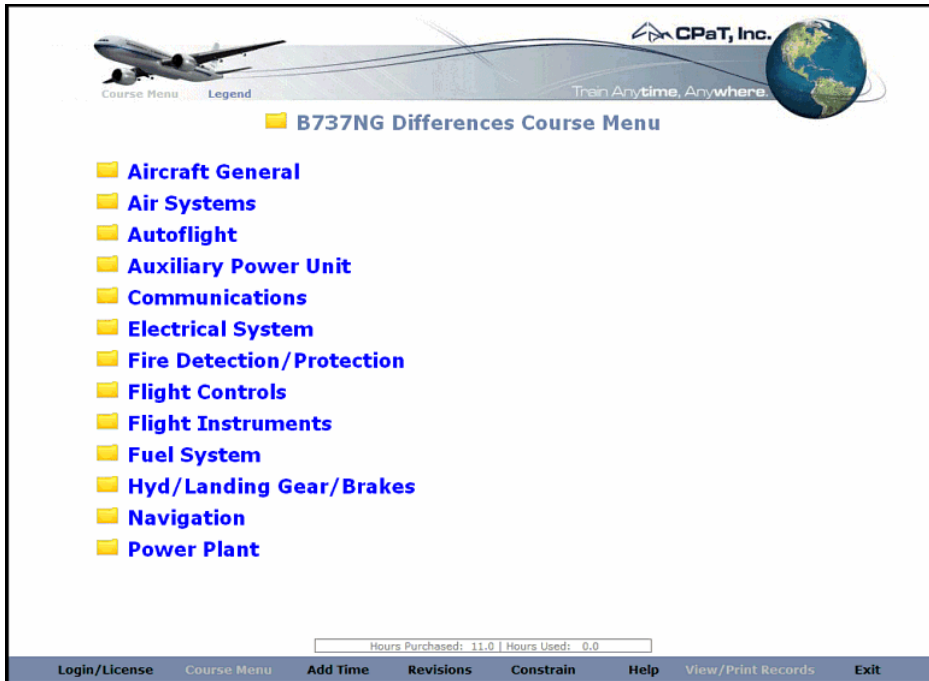 CPaT, Inc.
Course Menu Legend
Train Anytime, Anywhere.
B737NG Differences Course Menu
Aircraft General
Air Systems
Autoflight
Auxiliary Power Unit
Communications
Electrical System
Fire Detection/Protection
Flight Controls
Flight Instruments
Fuel System
Hyd/Landing Gear/Brakes
Navigation
Power Plant
Hours Purchased: 11.0 | Hours Used: 0.0
Login/License Course Menu Add Time Revisions Constrain Help View/Print Records Exit